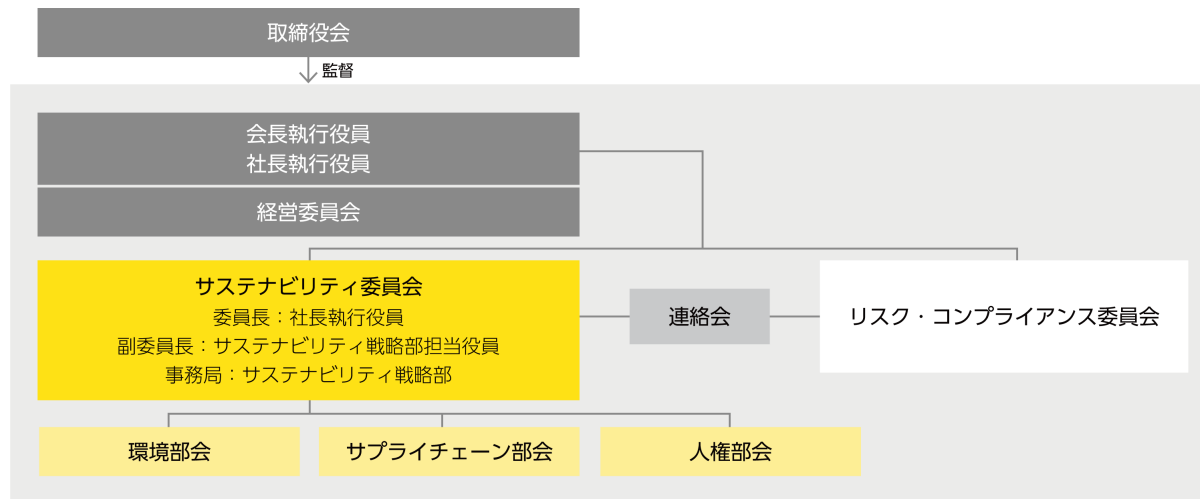 取締役会
監督
会長執行役員
社長執行役員
経営委員会
サステナビリティ委員会
委員長：社長執行役員
副委員長：サステナビリティ戦略部担当役員
事務局：サステナビリティ戦略部
連絡会
リスク・コンプライアンス委員会
環境部会
サプライチェーン部会
人権部会